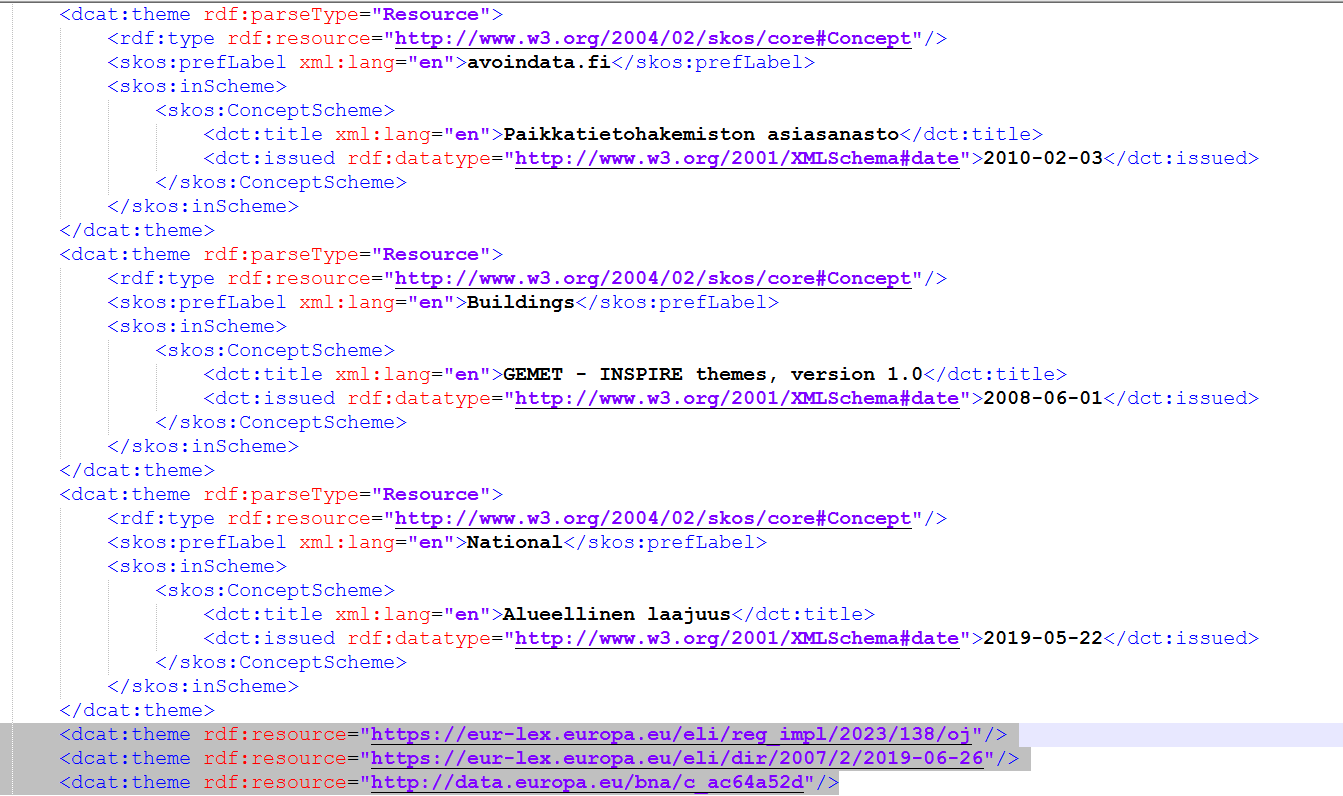 <dcat:theme rdf:parseType="Resource">
<rdf:type rdf:resource="http://www.w3.org/2004/02/skos/core#Concept"/>
<skos:prefLabel xml:lang="en">avoindata.fi</skos:prefLabel>
<skos:inScheme>
<skos:ConceptScheme>
<dct:title xml:lang="en">Paikkatietohakemiston asiasanasto</dct:title>
<dct:issued rdf:datatype="http://www.w3.org/2001/XMLSchema#date">2010-02-03</dct:issued>
</skos:ConceptScheme>
</skos:inScheme>
</dcat:theme>
<dcat:theme rdf:parseType="Resource">
<rdf:type rdf:resource="http://www.w3.org/2004/02/skos/core#Concept"/>
<skos:prefLabel xml:lang="en">Buildings</skos:prefLabel>
<skos:inScheme>
<skos:ConceptScheme>
<dct:title xml:lang="en">GEMET - INSPIRE themes, version 1.0</dct:title>
<dct:issued rdf:datatype="http://www.w3.org/2001/XMLSchema#date">2008-06-01</dct:issued>
</skos:ConceptScheme>
</skos:inScheme>
</dcat:theme>
<dcat:theme rdf:parseType="Resource">
<rdf:type rdf:resource="http://www.w3.org/2004/02/skos/core#Concept"/>
<skos:prefLabel xml:lang="en">National</skos:prefLabel>
<skos:inScheme>
<skos:ConceptScheme>
<dct:title xml:lang="en">Alueellinen laajuus</dct:title>
<dct:issued rdf:datatype="http://www.w3.org/2001/XMLSchema#date">2019-05-22</dct:issued>
</skos:ConceptScheme>
</skos:inScheme>
</dcat:theme>
<dcat:theme rdf:resource="https://eur-lex.europa.eu/eli/reg_impl/2023/138/oj"/>
<dcat:theme rdf:resource="https://eur-lex.europa.eu/eli/dir/2007/2/2019-06-26"/>
<dcat:theme rdf:resource="http://data.europa.eu/bna/c_ac64a52d"/>